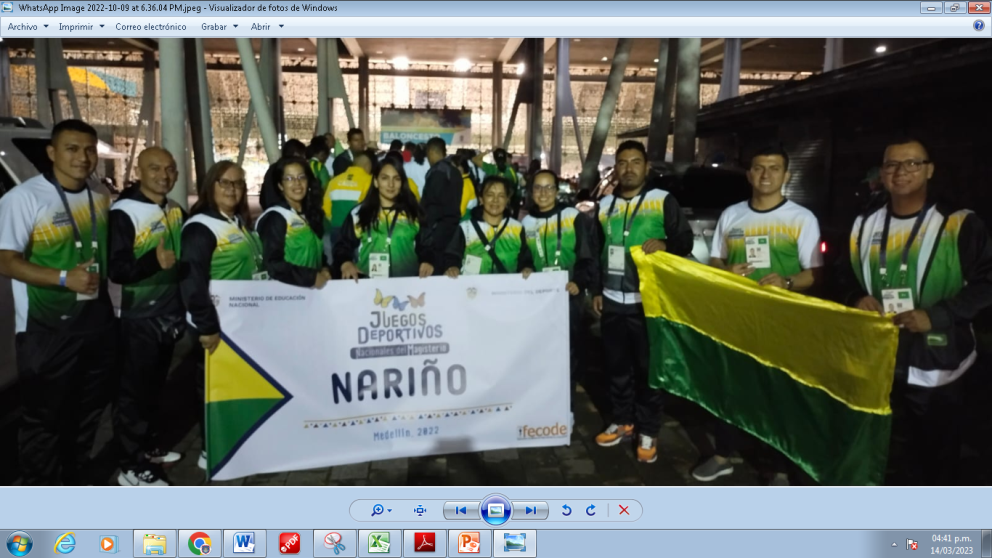 WhatsApp Image 2022-10-09 at 6.36.04 PM.jpeg - Visualizador de fotos de Windows
Archivo Imprimir Correo electrónico Grabar Abrir
BALONCESTO
MINISTERIO DE EDUCACIÓN
NACIONAL
JUEGOS
DEPORTIVOS
Nacionales del Magisterio
NARIÑO
Medellín, 2022
fecode
04:41 p.m.
14/03/2023